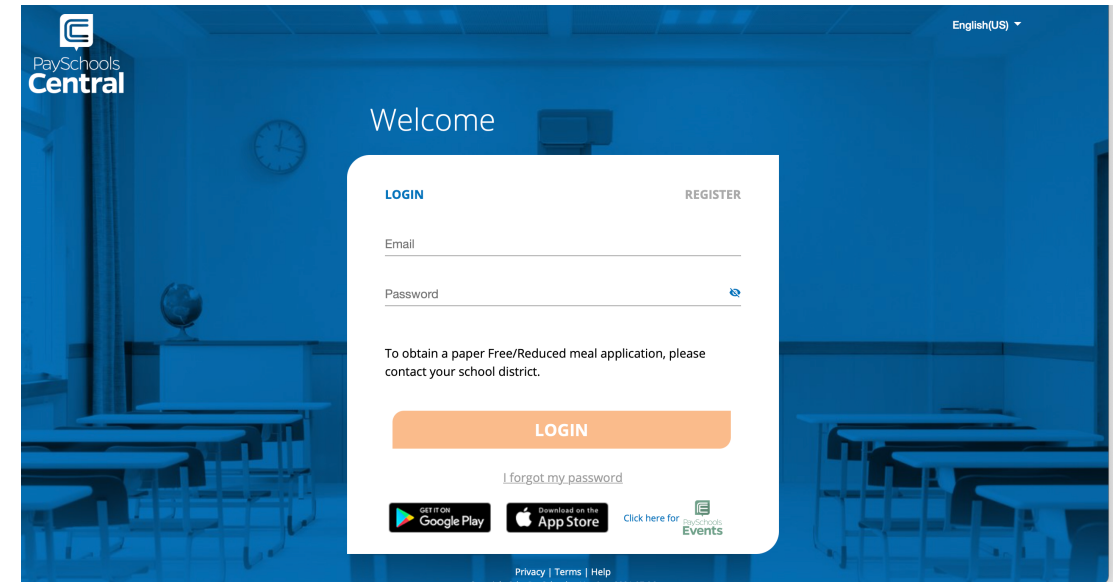 English(US)
PaySchools
Central
Welcome
LOGIN
REGISTER
Email
Password
To obtain a paper Free/Reduced meal application, please
contact your school district.
LOGIN
I forgot my password
GET IT ON
Google Play
Download on the
App Store
Click here for
PaySchools
Events
Privacy | Terms | Help